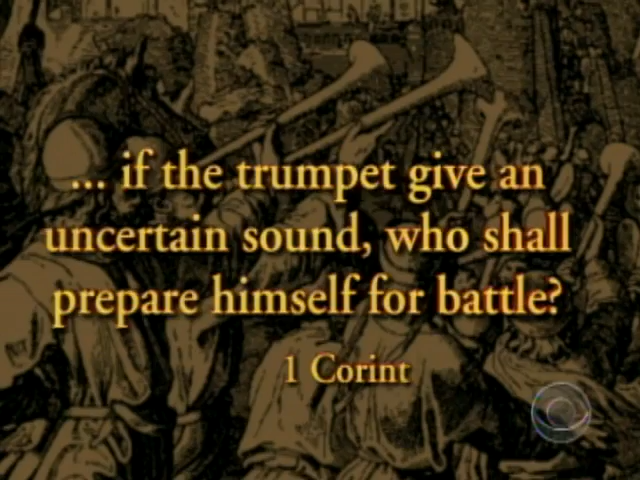 ... if the trumpet give an
uncertain sound, who shall
prepare himself for battle?
1 Corint